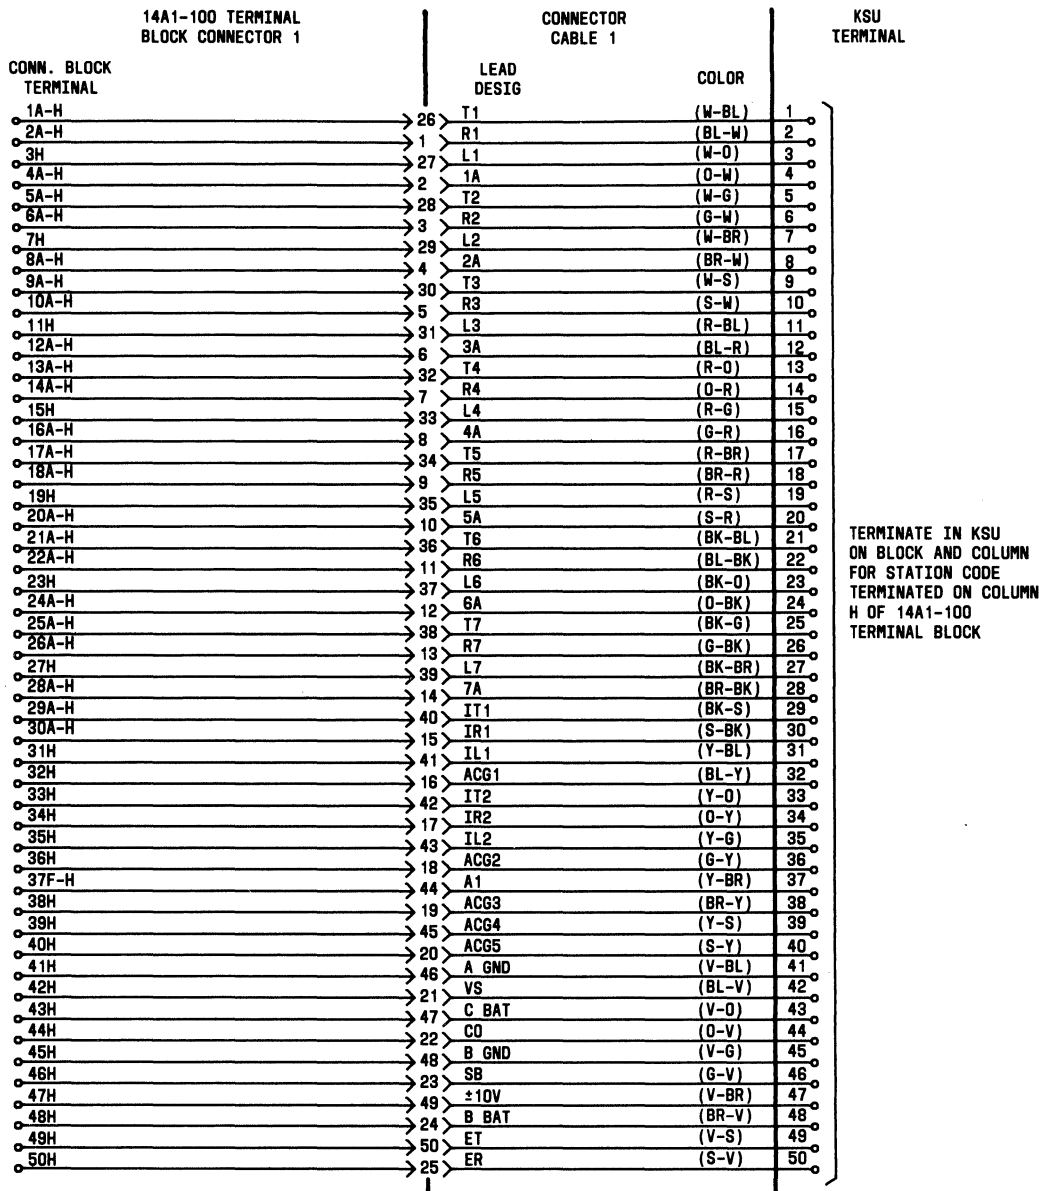 14A1-100 TERMINAL
BLOCK CONNECTOR 1
CONNECTOR
CABLE 1
KSU
TERMINAL
CONN. BLOCK
TERMINAL
LEAD
DESIG
COLOR
1A-H 26 T1 (W-BL) 1
2A-H 1 R1 (BL-W) 2
3H 27 L1 (W-O) 3
4A-H 2 1A (O-W) 4
5A-H 28 T2 (W-G) 5
6A-H 3 R2 (G-W) 6
7H 29 L2 (W-BR) 7
8A-H 4 2A (BR-W) 8
9A-H 30 T3 (W-S) 9
10A-H 5 R3 (S-W) 10
11H 31 L3 (R-BL) 11
12A-H 6 3A (BL-R) 12
13A-H 32 T4 (R-O) 13
14A-H 7 R4 (O-R) 14
15H 33 L4 (R-G) 15
16A-H 8 4A (G-R) 16
17A-H 34 T5 (R-BR) 17
18A-H 9 R5 (BR-R) 18
19H 35 L5 (R-S) 19
20A-H 10 5A (S-R) 20
21A-H 36 T6 (BK-BL) 21
22A-H 11 R6 (BL-BK) 22
23H 37 L6 (BK-O) 23
24A-H 12 6A (O-BK) 24
25A-H 38 T7 (BK-G) 25
26A-H 13 R7 (G-BK) 26
27H 39 L7 (BK-BR) 27
28A-H 14 7A (BR-BK) 28
29A-H 40 IT1 (BK-S) 29
30A-H 15 IR1 (S-BK) 30
31H 41 IL1 (Y-BL) 31
32H 16 ACG1 (BL-Y) 32
33H 42 IT2 (Y-O) 33
34H 17 IR2 (O-Y) 34
35H 43 IL2 (Y-G) 35
36H 18 ACG2 (G-Y) 36
37F-H 44 A1 (Y-BR) 37
38H 19 ACG3 (BR-Y) 38
39H 45 ACG4 (Y-S) 39
40H 20 ACG5 (S-Y) 40
41H 46 A GND (V-BL) 41
42H 21 VS (BL-V) 42
43H 47 C BAT (V-O) 43
44H 22 CO (O-V) 44
45H 48 B GND (V-G) 45
46H 23 SB (G-V) 46
47H 49 ±10V (V-BR) 47
48H 24 B BAT (BR-V) 48
49H 50 ET (V-S) 49
50H 25 ER (S-V) 50
TERMINATE IN KSU
ON BLOCK AND COLUMN
FOR STATION CODE
TERMINATED ON COLUMN
H OF 14A1-100
TERMINAL BLOCK